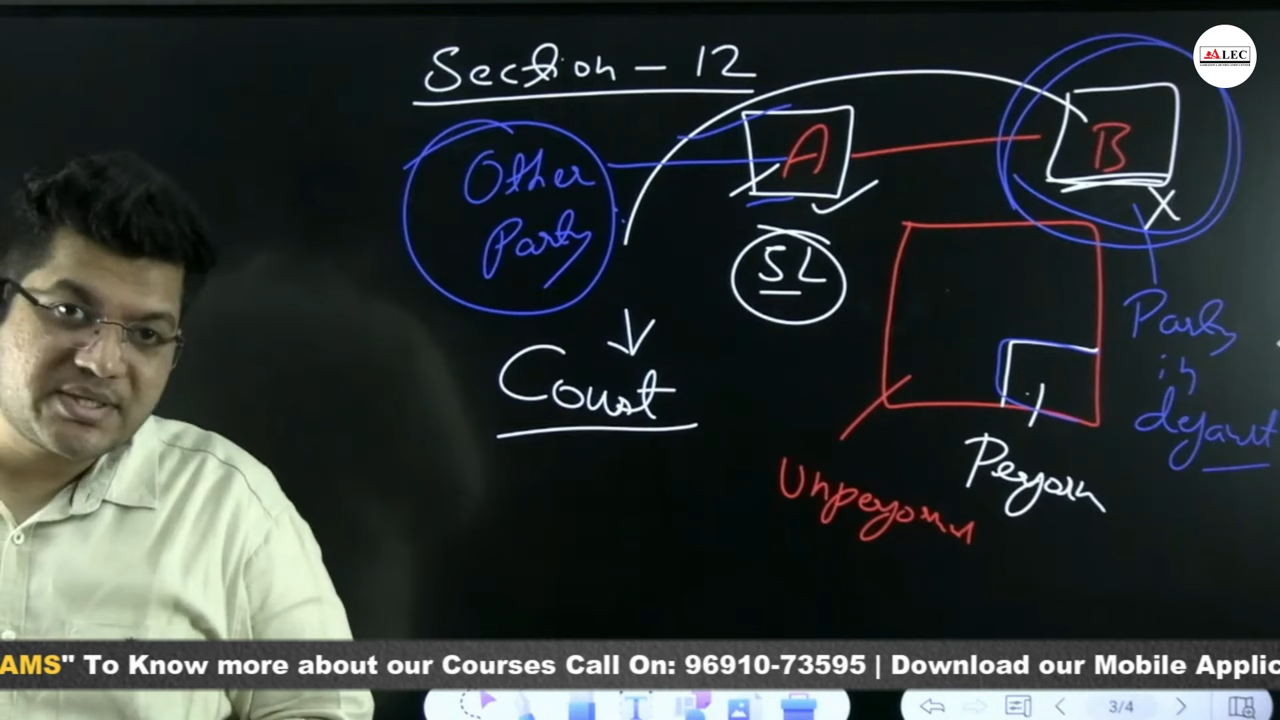 Section - 12
ALEC
Other
Party
A
B
X
SL
Court
Party
in
default
Perform
Unperform
AMS" To Know more about our Courses Call On: 96910-73595 | Download our Mobile Applic
3/4